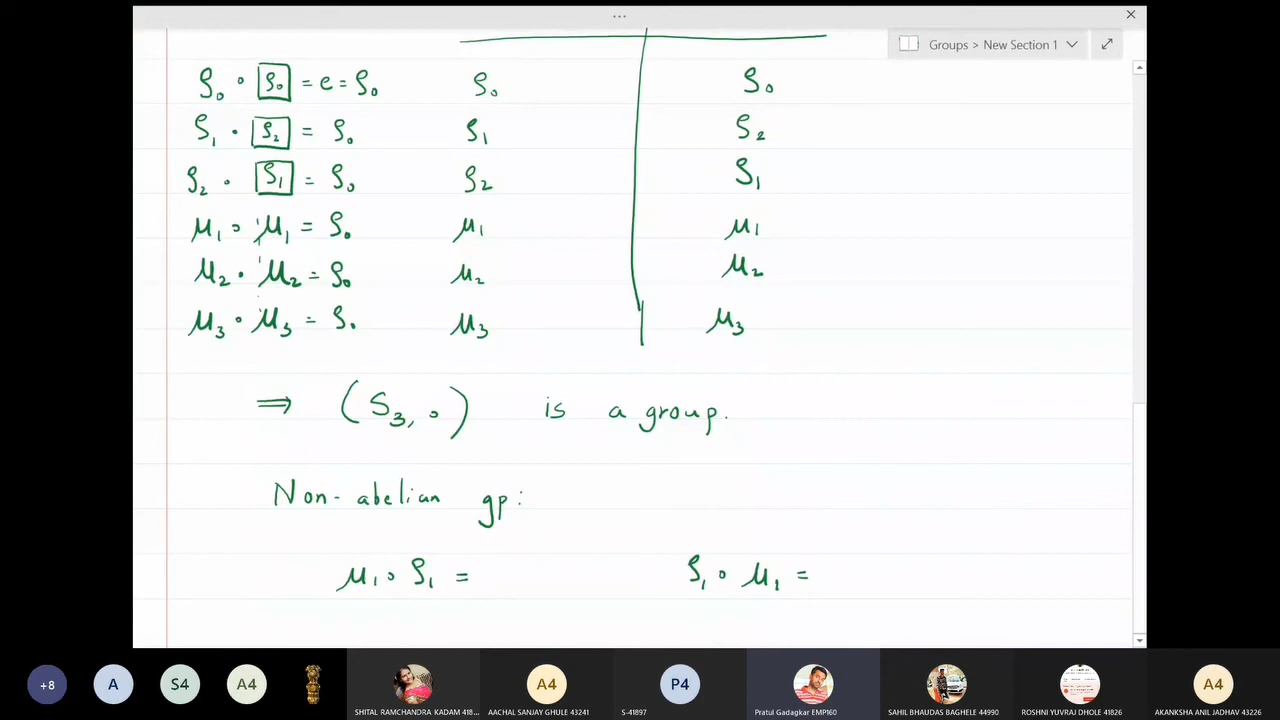 Groups > New Section 1
ρ₀ ∘ ρ₀ = e = ρ₀ ρ₀ ρ₀
ρ₁ · ρ₂ = ρ₀ ρ₁ ρ₂
ρ₂ · ρ₁ = ρ₀ ρ₂ ρ₁
μ₁ ∘ μ₁ = ρ₀ μ₁ μ₁
μ₂ · μ₂ = ρ₀ μ₂ μ₂
μ₃ ∘ μ₃ = ρ₀ μ₃ μ₃
⇒ (S₃, ∘) is a group.
Non-abelian gp:
μ₁ ∘ ρ₁ = ρ₁ ∘ μ₁ =
+8 A S4 A4 A4 P4 A4
SHITAL RAMCHANDRA KADAM 418... AACHAL SANJAY GHULE 43241 S-41897 Pratul Gadagkar EMP160 SAHIL BHAUDAS BAGHELE 44990 ROSHNI YUVRAJ DHOLE 41826 AKANKSHA ANIL JADHAV 43226